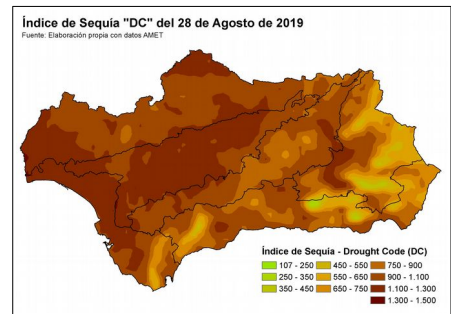 Índice de Sequía "DC" del 28 de Agosto de 2019
Fuente: Elaboración propia con datos AMET
Índice de Sequia - Drought Code (DC)
107 - 250
450 - 550
750 - 900
250 - 350
550 - 650
900 - 1.100
350 - 450
650 - 750
1.100 - 1.300
1.300 - 1.500